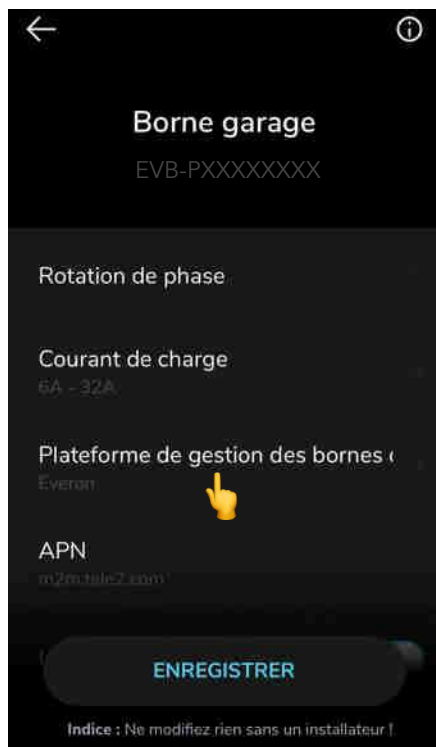 Borne garage
EVB-PXXXXXXXX
Rotation de phase
Courant de charge
6A - 32A
Plateforme de gestion des bornes
Everon
APN
m2m.tele2.com
ENREGISTRER
Indice : Ne modifiez rien sans un installateur !